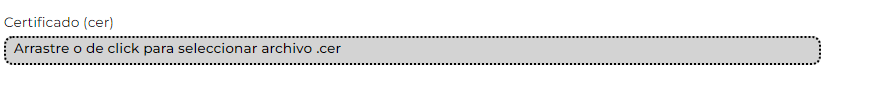 Certificado (cer)
Arrastre o de click para seleccionar archivo .cer